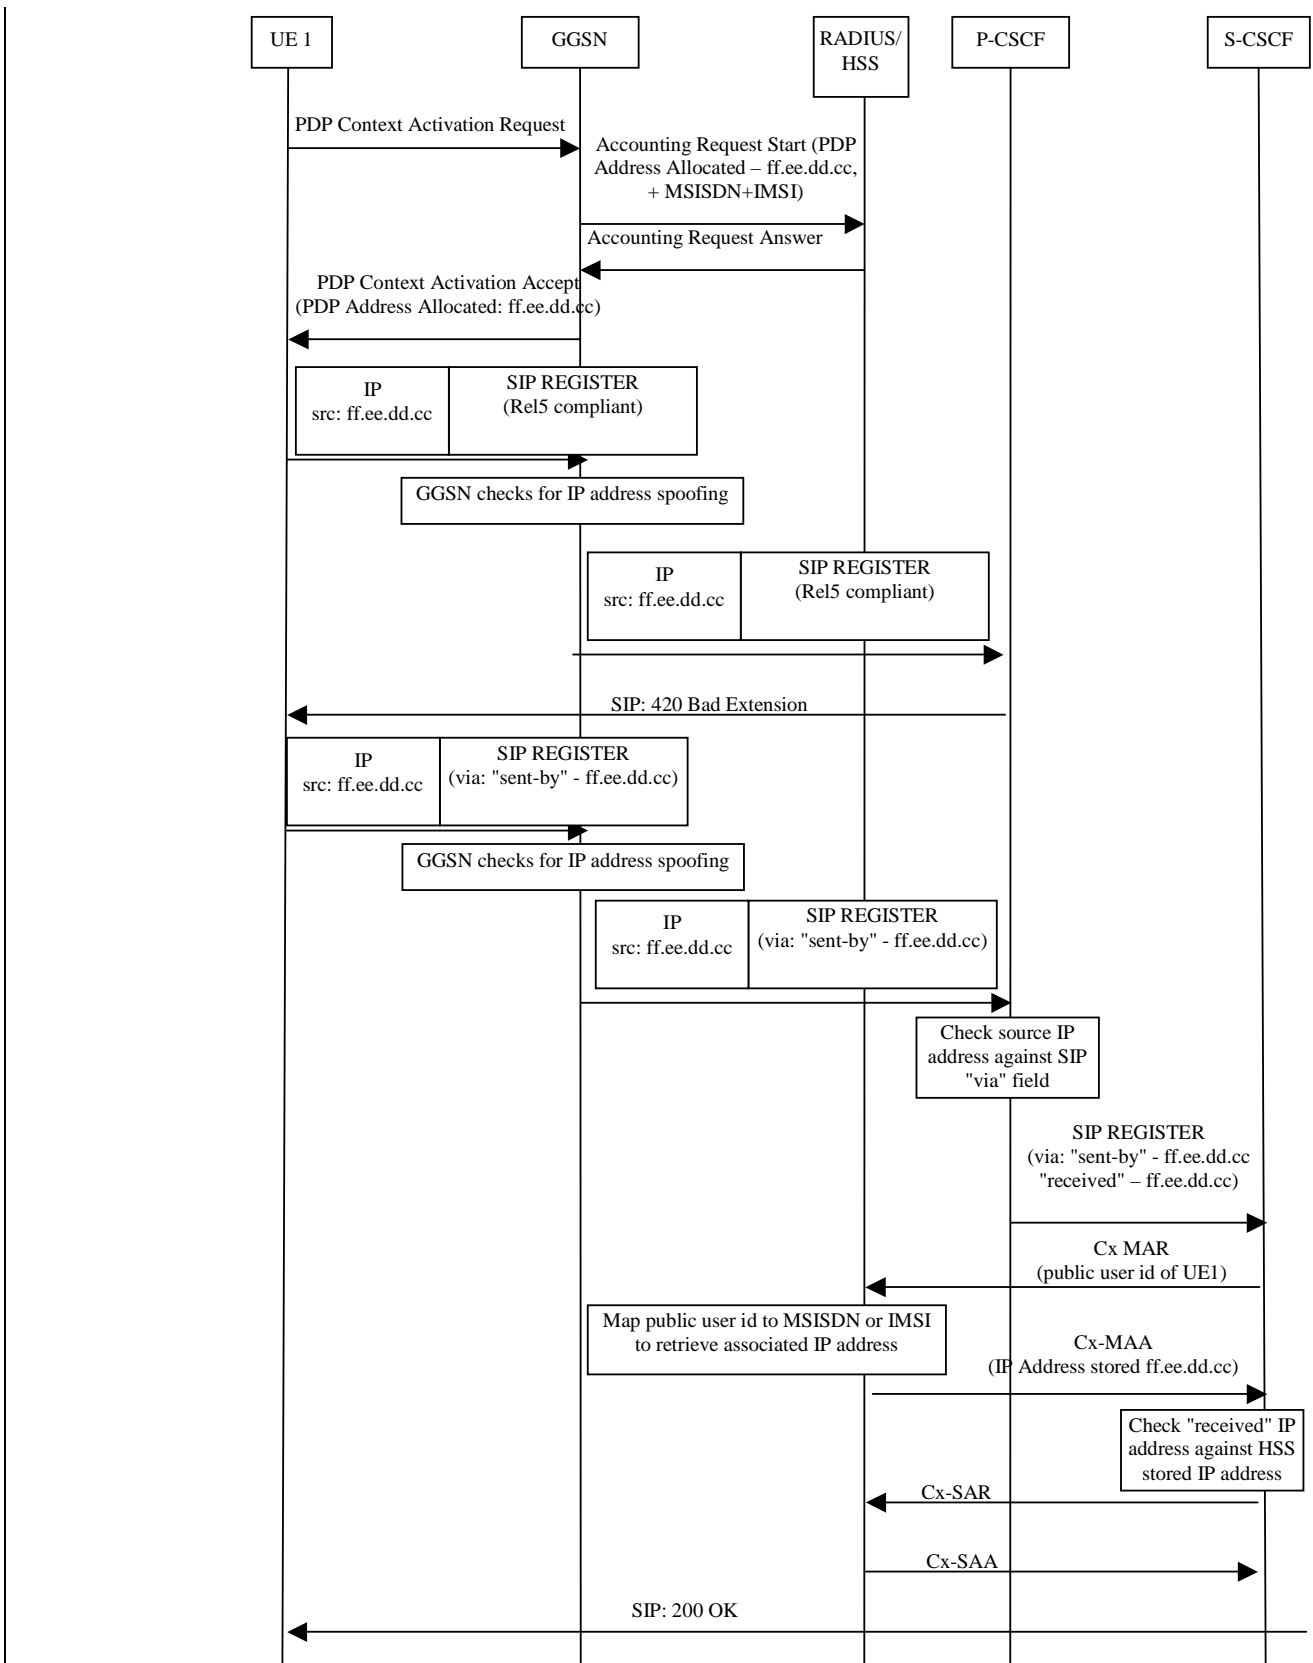 UE 1
GGSN
RADIUS/
HSS
P-CSCF
S-CSCF
PDP Context Activation Request
Accounting Request Start (PDP
Address Allocated – ff.ee.dd.cc,
+ MSISDN+IMSI)
Accounting Request Answer
PDP Context Activation Accept
(PDP Address Allocated: ff.ee.dd.cc)
IP
src: ff.ee.dd.cc
SIP REGISTER
(Rel5 compliant)
GGSN checks for IP address spoofing
IP
src: ff.ee.dd.cc
SIP REGISTER
(Rel5 compliant)
SIP: 420 Bad Extension
IP
src: ff.ee.dd.cc
SIP REGISTER
(via: "sent-by" - ff.ee.dd.cc)
GGSN checks for IP address spoofing
IP
src: ff.ee.dd.cc
SIP REGISTER
(via: "sent-by" - ff.ee.dd.cc)
Check source IP
address against SIP
"via" field
SIP REGISTER
(via: "sent-by" - ff.ee.dd.cc
"received" – ff.ee.dd.cc)
Cx MAR
(public user id of UE1)
Map public user id to MSISDN or IMSI
to retrieve associated IP address
Cx-MAA
(IP Address stored ff.ee.dd.cc)
Check "received" IP
address against HSS
stored IP address
Cx-SAR
Cx-SAA
SIP: 200 OK